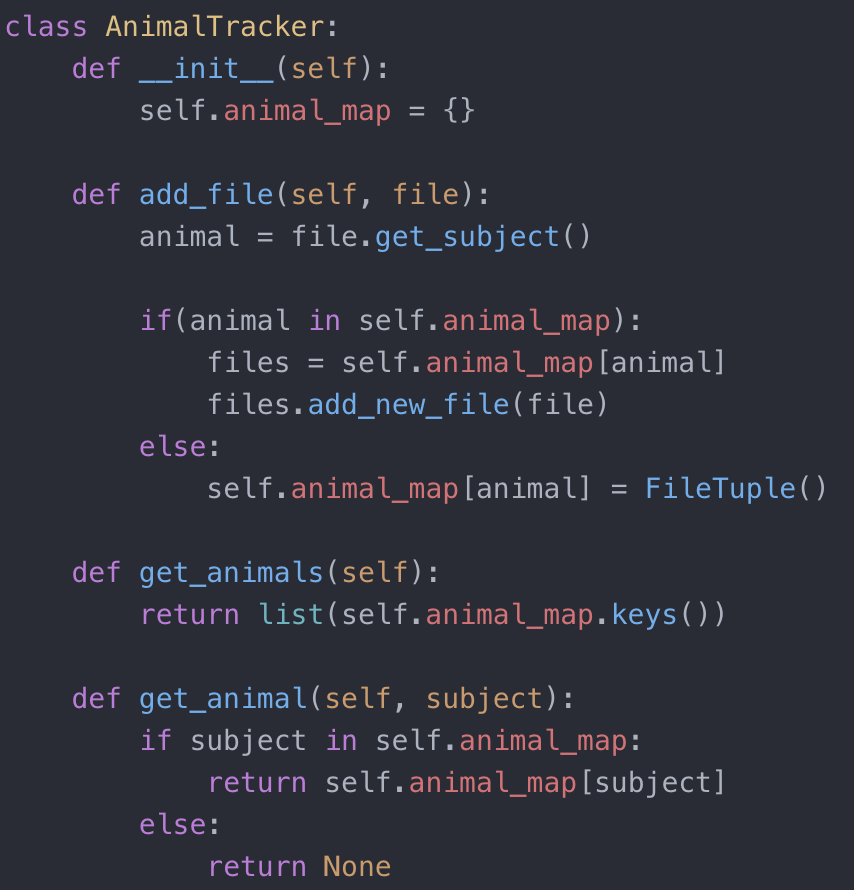 class AnimalTracker:
    def __init__(self):
        self.animal_map = {}

    def add_file(self, file):
        animal = file.get_subject()

        if(animal in self.animal_map):
            files = self.animal_map[animal]
            files.add_new_file(file)
        else:
            self.animal_map[animal] = FileTuple()

    def get_animals(self):
        return list(self.animal_map.keys())

    def get_animal(self, subject):
        if subject in self.animal_map:
            return self.animal_map[subject]
        else:
            return None